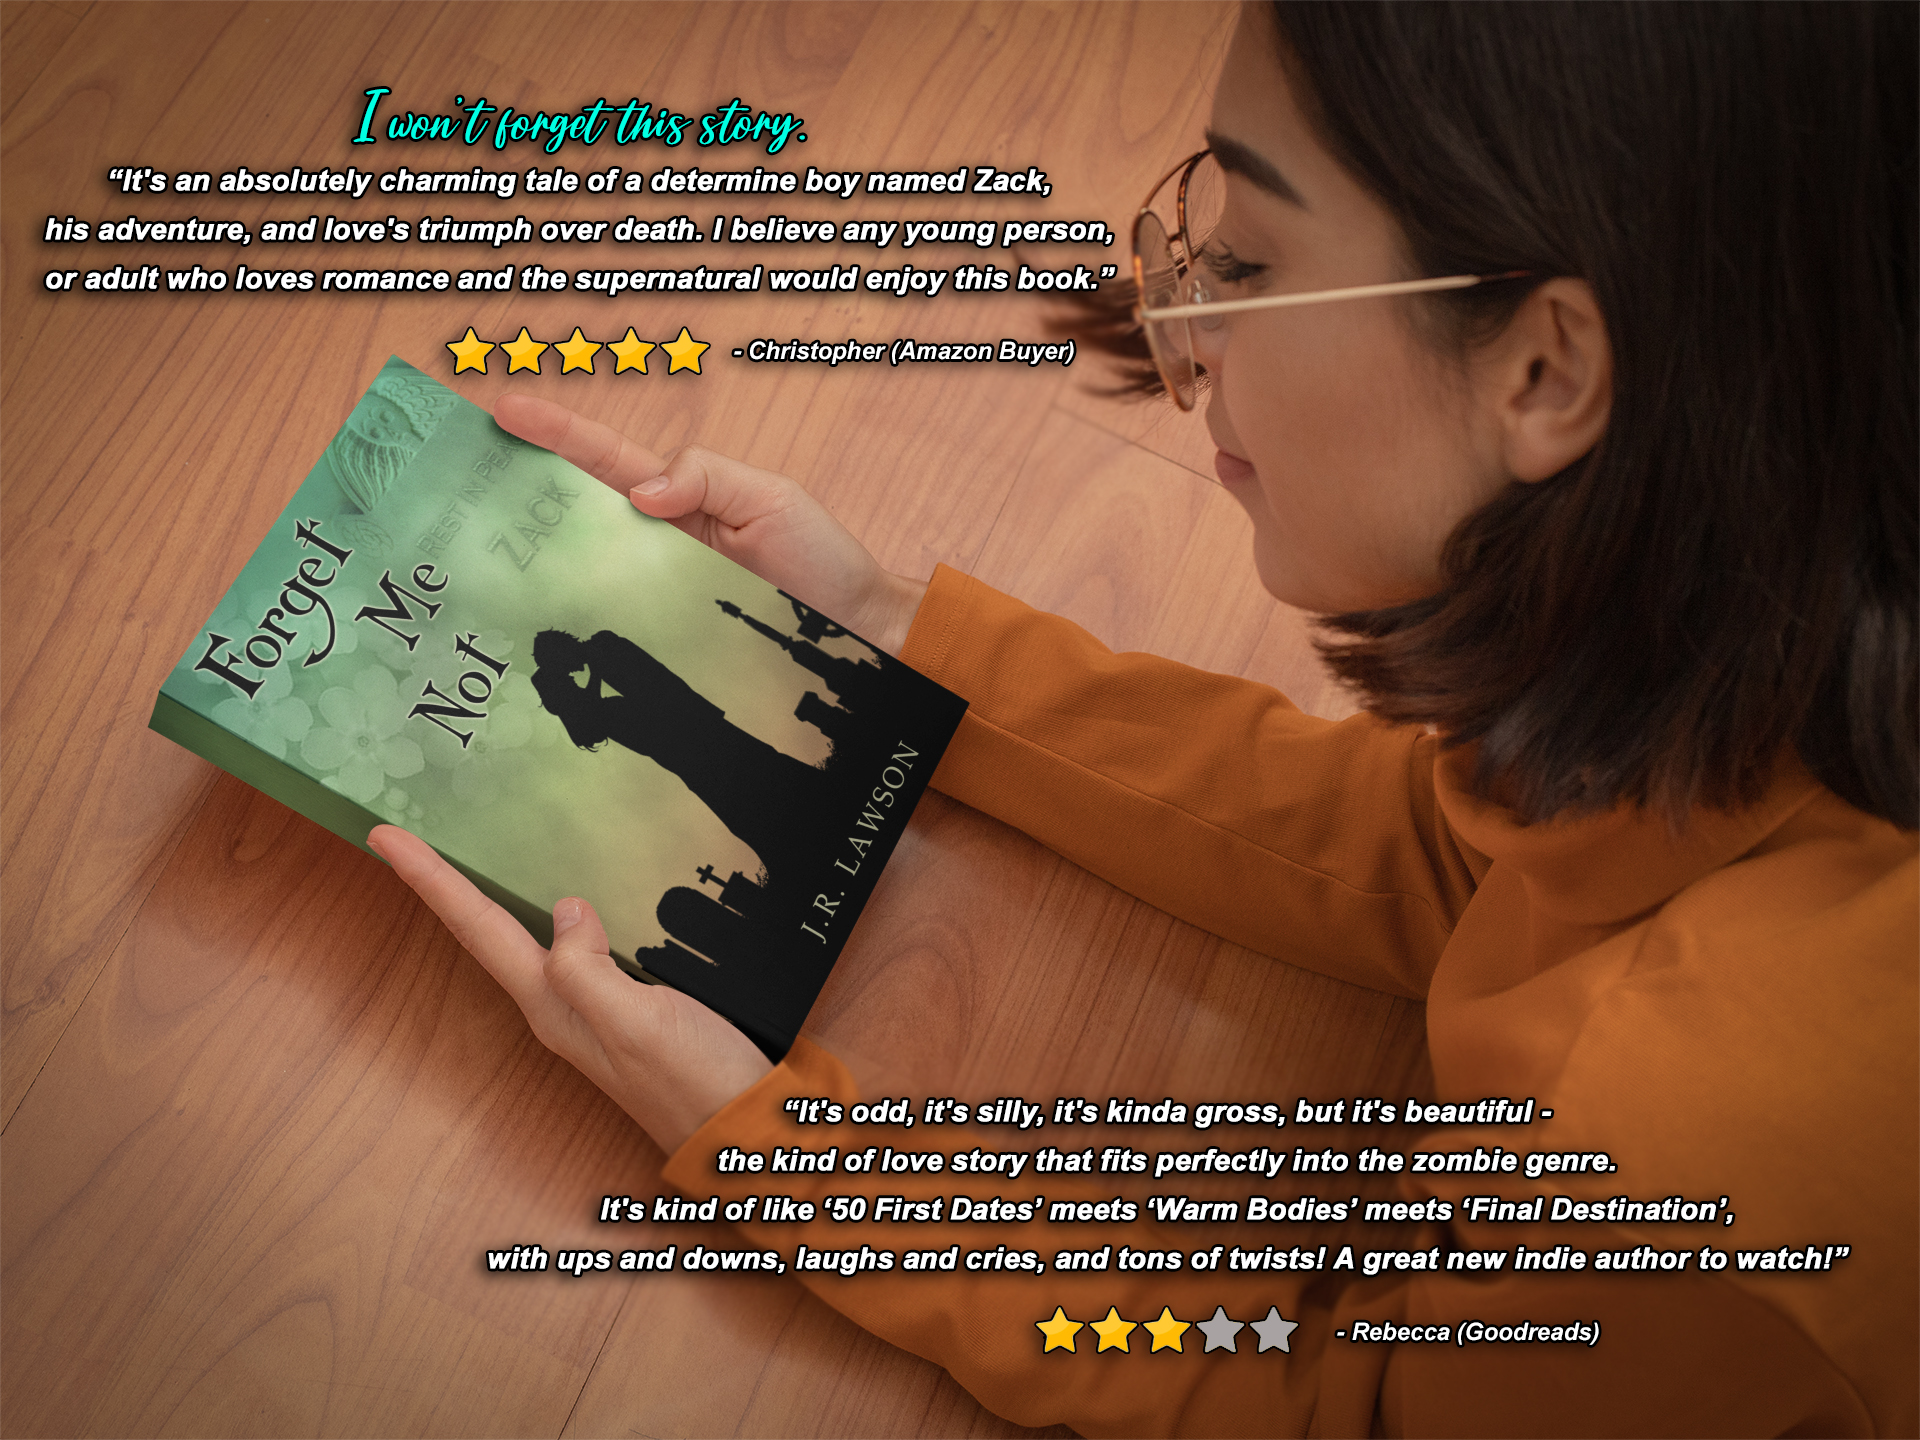 I won't forget this story.
“It's an absolutely charming tale of a determine boy named Zack,
his adventure, and love's triumph over death. I believe any young person,
or adult who loves romance and the supernatural would enjoy this book.”
- Christopher (Amazon Buyer)
REST IN PEAC
ZACK
Forget
Me
Not
J.R. LAWSON
“It's odd, it's silly, it's kinda gross, but it's beautiful -
the kind of love story that fits perfectly into the zombie genre.
It's kind of like ‘50 First Dates’ meets ‘Warm Bodies’ meets ‘Final Destination’,
with ups and downs, laughs and cries, and tons of twists! A great new indie author to watch!”
- Rebecca (Goodreads)